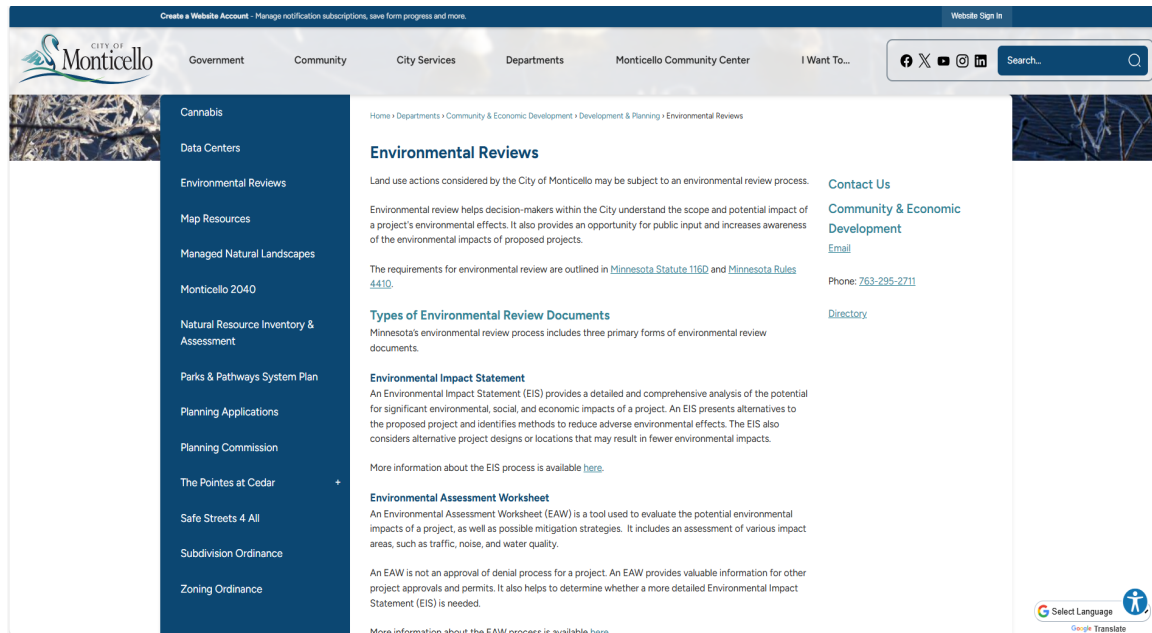 Create a Website Account - Manage notification subscriptions, save form progress and more.
Website Sign In
CITY OF
Monticello
Government
Community
City Services
Departments
Monticello Community Center
I Want To...
Search...
Cannabis
Data Centers
Environmental Reviews
Map Resources
Managed Natural Landscapes
Monticello 2040
Natural Resource Inventory &
Assessment
Parks & Pathways System Plan
Planning Applications
Planning Commission
The Pointes at Cedar +
Safe Streets 4 All
Subdivision Ordinance
Zoning Ordinance
Home › Departments › Community & Economic Development › Development & Planning › Environmental Reviews
Environmental Reviews
Land use actions considered by the City of Monticello may be subject to an environmental review process.
Environmental review helps decision-makers within the City understand the scope and potential impact of
a project's environmental effects. It also provides an opportunity for public input and increases awareness
of the environmental impacts of proposed projects.
The requirements for environmental review are outlined in Minnesota Statute 116D and Minnesota Rules
4410.
Types of Environmental Review Documents
Minnesota's environmental review process includes three primary forms of environmental review
documents.
Environmental Impact Statement
An Environmental Impact Statement (EIS) provides a detailed and comprehensive analysis of the potential
for significant environmental, social, and economic impacts of a project. An EIS presents alternatives to
the proposed project and identifies methods to reduce adverse environmental effects. The EIS also
considers alternative project designs or locations that may result in fewer environmental impacts.
More information about the EIS process is available here.
Environmental Assessment Worksheet
An Environmental Assessment Worksheet (EAW) is a tool used to evaluate the potential environmental
impacts of a project, as well as possible mitigation strategies. It includes an assessment of various impact
areas, such as traffic, noise, and water quality.
An EAW is not an approval of denial process for a project. An EAW provides valuable information for other
project approvals and permits. It also helps to determine whether a more detailed Environmental Impact
Statement (EIS) is needed.
More information about the EAW process is available here.
Contact Us
Community & Economic
Development
Email
Phone: 763-295-2711
Directory
Select Language
Google Translate